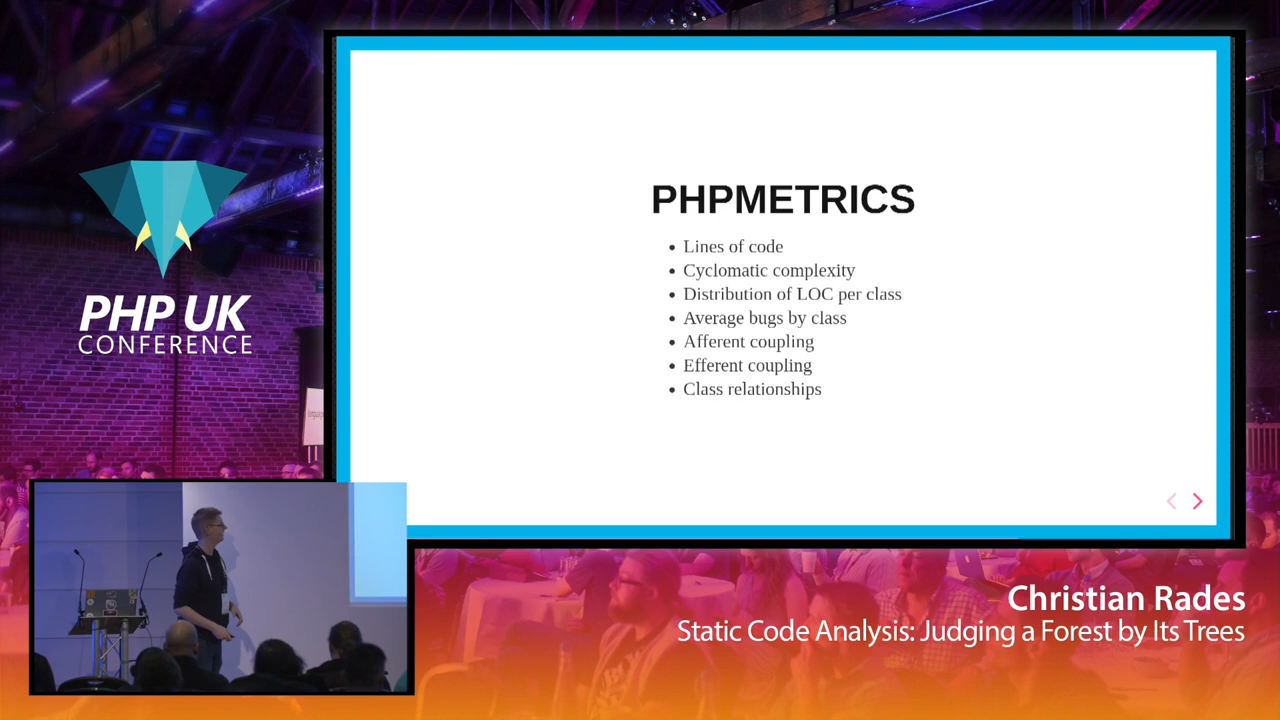 PHPMETRICS
• Lines of code
• Cyclomatic complexity
• Distribution of LOC per class
• Average bugs by class
• Afferent coupling
• Efferent coupling
• Class relationships
PHP UK
CONFERENCE
Christian Rades
Static Code Analysis: Judging a Forest by Its Trees